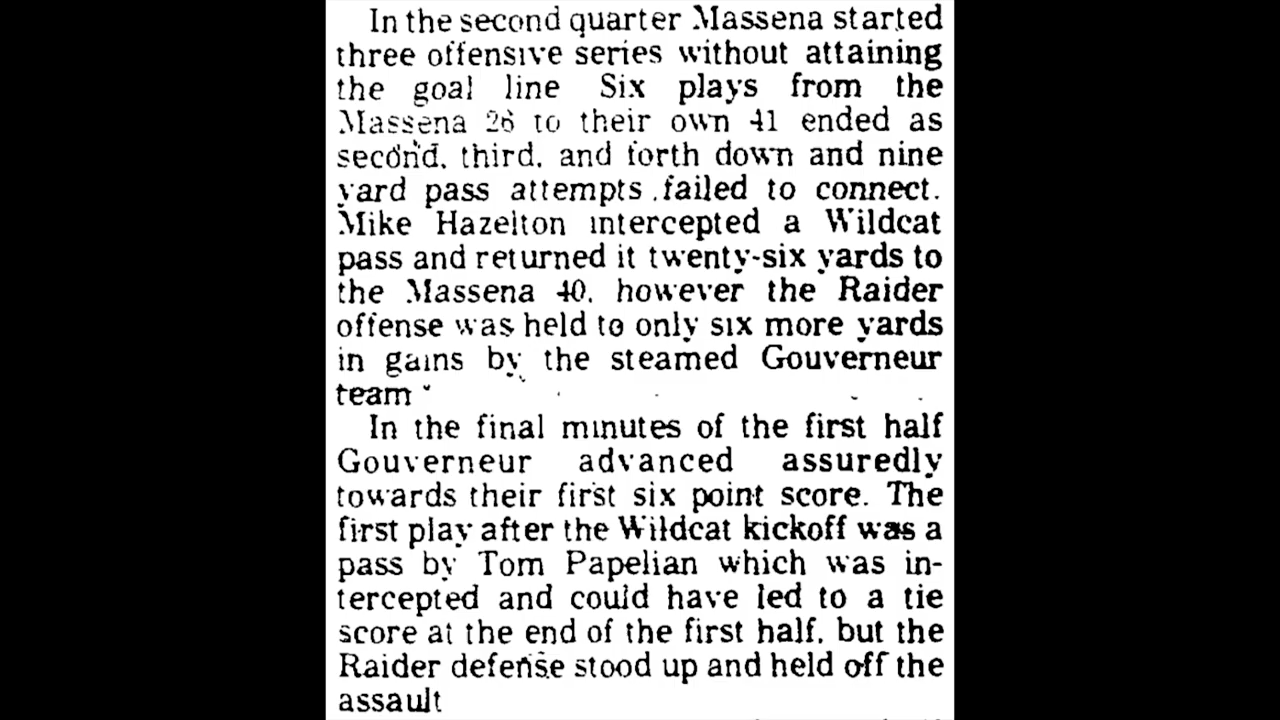 In the second quarter Massena started
three offensive series without attaining
the goal line Six plays from the
Massena 26 to their own 41 ended as
second, third, and forth down and nine
yard pass attempts failed to connect.
Mike Hazelton intercepted a Wildcat
pass and returned it twenty-six yards to
the Massena 40, however the Raider
offense was held to only six more yards
in gains by the steamed Gouverneur
team
In the final minutes of the first half
Gouverneur advanced assuredly
towards their first six point score. The
first play after the Wildcat kickoff was a
pass by Tom Papelian which was in-
tercepted and could have led to a tie
score at the end of the first half, but the
Raider defense stood up and held off the
assault